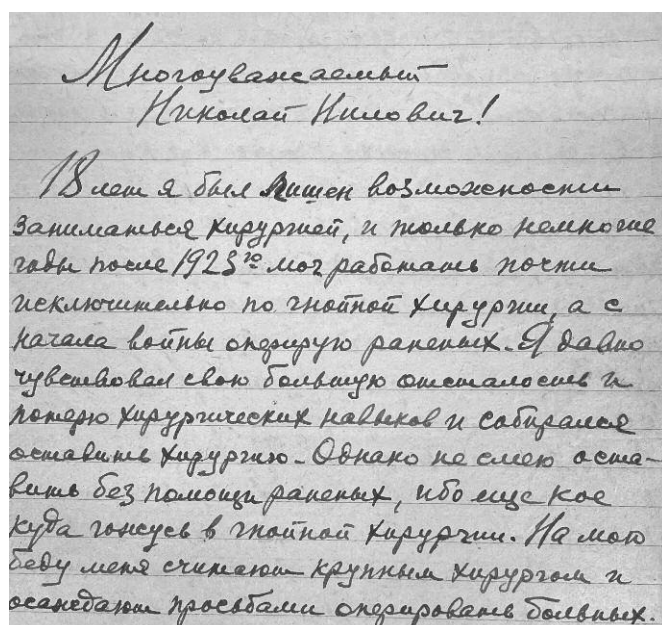 Многоуважаемый
Николай Нилович!
18 лет я был лишен возможности
заниматься хирургией, и только немногие
годы после 1923го мог работать почти
исключительно по гнойной хирургии, а с
начала войны оперирую раненых. Я давно
чувствовал свою большую отсталость и
потерю хирургических навыков и собирался
оставить хирургию. Однако не смею оста-
вить без помощи раненых, ибо еще кое
куда гожусь в гнойной хирургии. На мою
беду меня считают крупным хирургом и
осаждают просьбами оперировать больных.